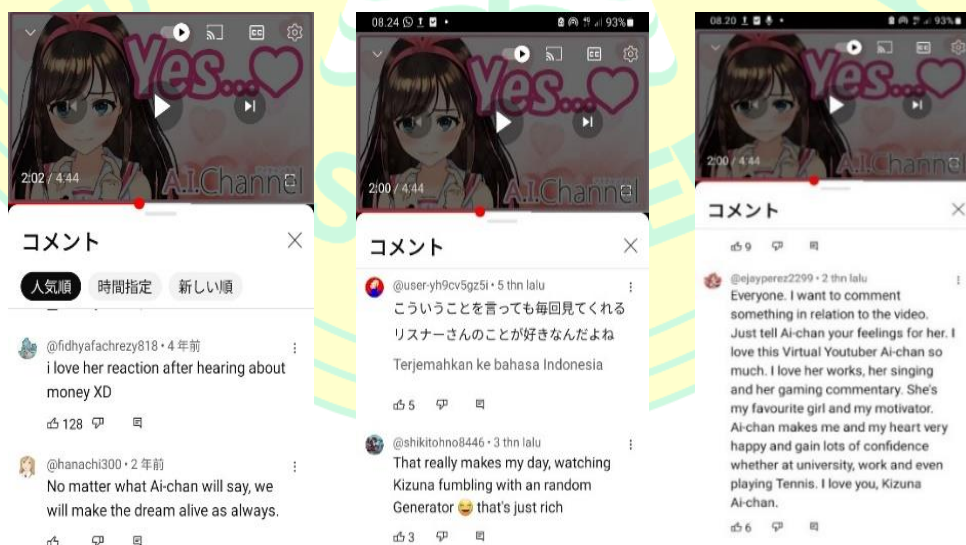 Yes...
A.I.Channel
2:02 / 4:44
コメント
人気順 時間指定 新しい順
@fidhyafachrezy818・4 年前
i love her reaction after hearing about
money XD
128
@hanachi300・2 年前
No matter what Ai-chan will say, we
will make the dream alive as always.
08.24 93%
CC
Yes...
A.I.Channel
2:00 / 4:44
コメント
@user-yh9cv5gz5i • 5 thn lalu
こういうことを言っても毎回見てくれる
リスナーさんのことが好きなんだよね
Terjemahkan ke bahasa Indonesia
5
@shikitohno8446 • 3 thn lalu
That really makes my day, watching
Kizuna fumbling with an random
Generator 😂 that's just rich
3
08.20 93%
Yes...
A.I.Channel
2:00 / 4:44
コメント
9
@ejayperez2299 • 2 thn lalu
Everyone. I want to comment
something in relation to the video.
Just tell Ai-chan your feelings for her. I
love this Virtual Youtuber Ai-chan so
much. I love her works, her singing
and her gaming commentary. She's
my favourite girl and my motivator.
Ai-chan makes me and my heart very
happy and gain lots of confidence
whether at university, work and even
playing Tennis. I love you, Kizuna
Ai-chan.
6